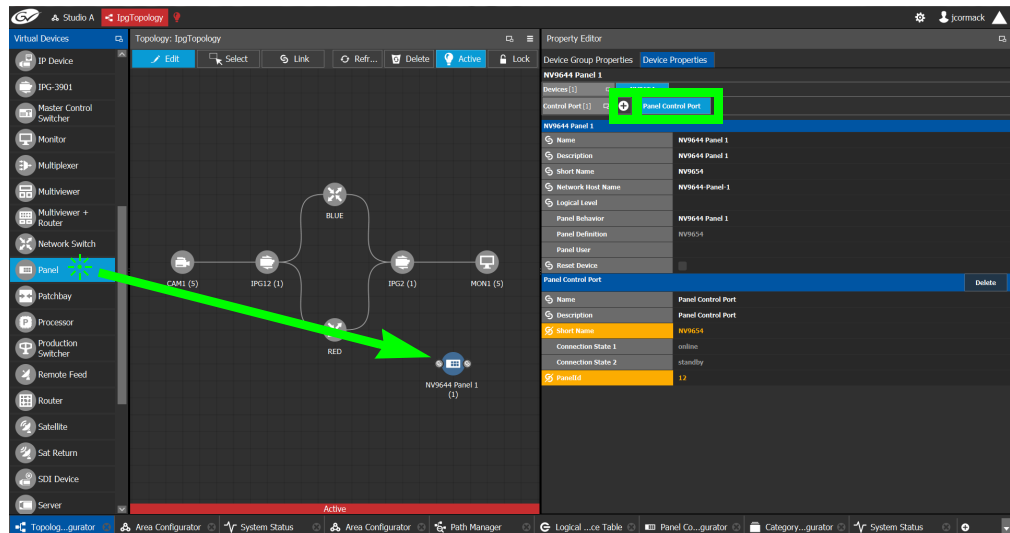 Studio A
IpgTopology
jcormack
Virtual Devices
IP Device
IPG-3901
Master Control
Switcher
Monitor
Multiplexer
Multiviewer
Multiviewer +
Router
Network Switch
Panel
Patchbay
Processor
Production
Switcher
Remote Feed
Router
Satellite
Sat Return
SDI Device
Server
Topology: IpgTopology
Edit
Select
Link
Refr...
Delete
Active
Lock
BLUE
CAM1 (5)
IPG12 (1)
IPG2 (1)
MON1 (5)
RED
NV9644 Panel 1
(1)
Active
Property Editor
Device Group Properties
Device Properties
NV9644 Panel 1
Devices [1]
Control Port [1]
Panel Control Port
NV9644 Panel 1
Name NV9644 Panel 1
Description NV9644 Panel 1
Short Name NV9654
Network Host Name NV9644-Panel-1
Logical Level
Panel Behavior NV9644 Panel 1
Panel Definition NV9654
Panel User
Reset Device
Panel Control Port Delete
Name Panel Control Port
Description Panel Control Port
Short Name NV9654
Connection State 1 online
Connection State 2 standby
PanelId 12
Topolog...gurator
Area Configurator
System Status
Area Configurator
Path Manager
Logical ...ce Table
Panel Co...gurator
Category...gurator
System Status